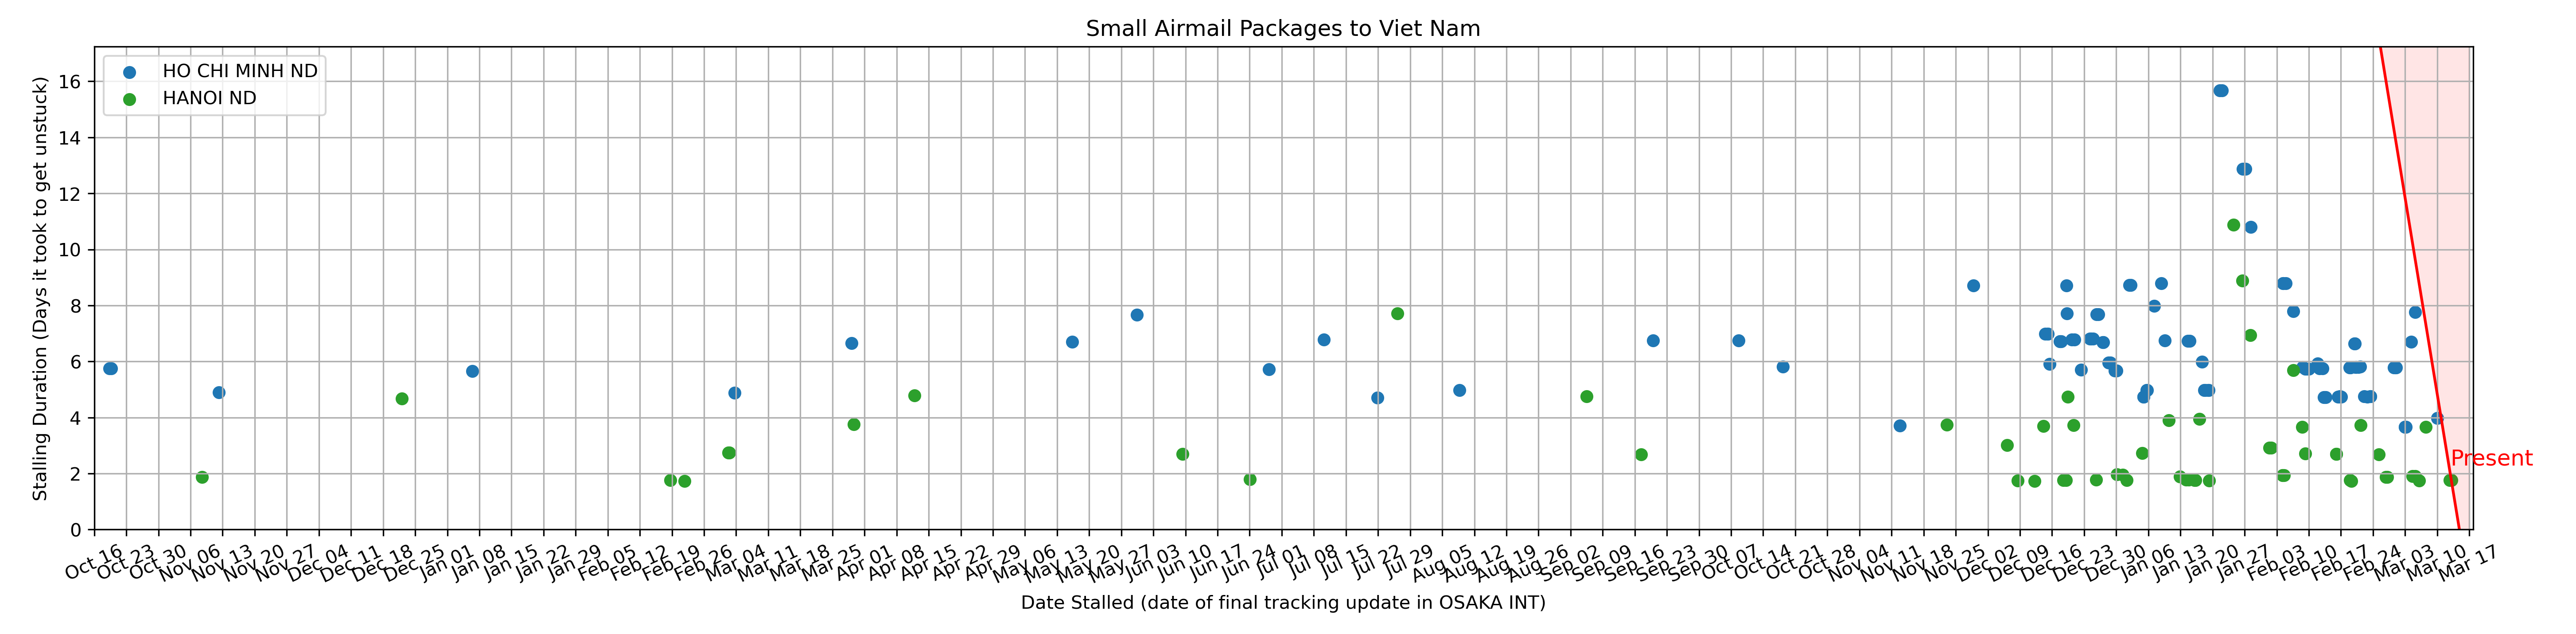 Small Airmail Packages to Viet Nam
HO CHI MINH ND
HANOI ND
Stalling Duration (Days it took to get unstuck)
16
14
12
10
8
6
4
2
0
Present
Oct 16 Oct 23 Oct 30 Nov 06 Nov 13 Nov 20 Nov 27 Dec 04 Dec 11 Dec 18 Dec 25 Jan 01 Jan 08 Jan 15 Jan 22 Jan 29 Feb 05 Feb 12 Feb 19 Feb 26 Mar 04 Mar 11 Mar 18 Mar 25 Apr 01 Apr 08 Apr 15 Apr 22 Apr 29 May 06 May 13 May 20 May 27 Jun 03 Jun 10 Jun 17 Jun 24 Jul 01 Jul 08 Jul 15 Jul 22 Jul 29 Aug 05 Aug 12 Aug 19 Aug 26 Sep 02 Sep 09 Sep 16 Sep 23 Sep 30 Oct 07 Oct 14 Oct 21 Oct 28 Nov 04 Nov 11 Nov 18 Nov 25 Dec 02 Dec 09 Dec 16 Dec 23 Dec 30 Jan 06 Jan 13 Jan 20 Jan 27 Feb 03 Feb 10 Feb 17 Feb 24 Mar 03 Mar 10 Mar 17
Date Stalled (date of final tracking update in OSAKA INT)